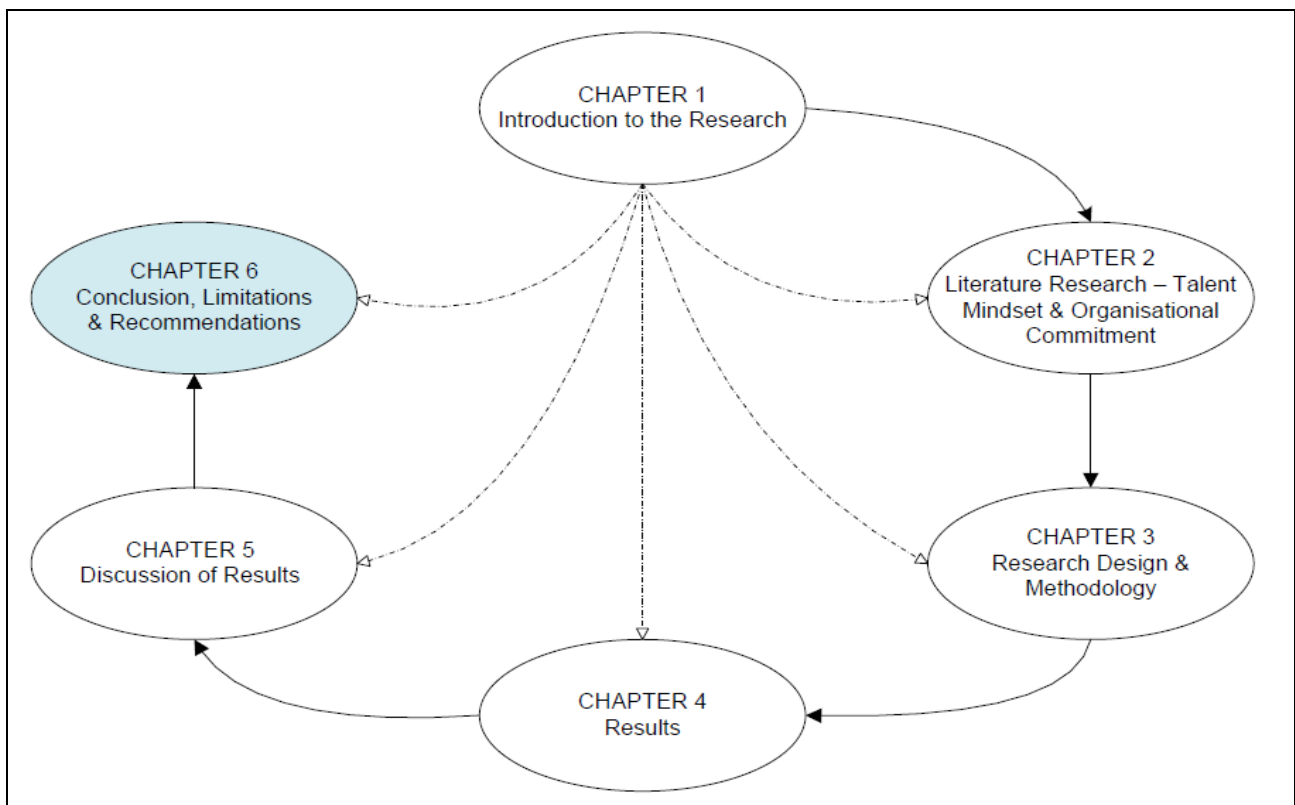 CHAPTER 1
Introduction to the Research
CHAPTER 2
Literature Research – Talent
Mindset & Organisational
Commitment
CHAPTER 3
Research Design &
Methodology
CHAPTER 4
Results
CHAPTER 5
Discussion of Results
CHAPTER 6
Conclusion, Limitations
& Recommendations